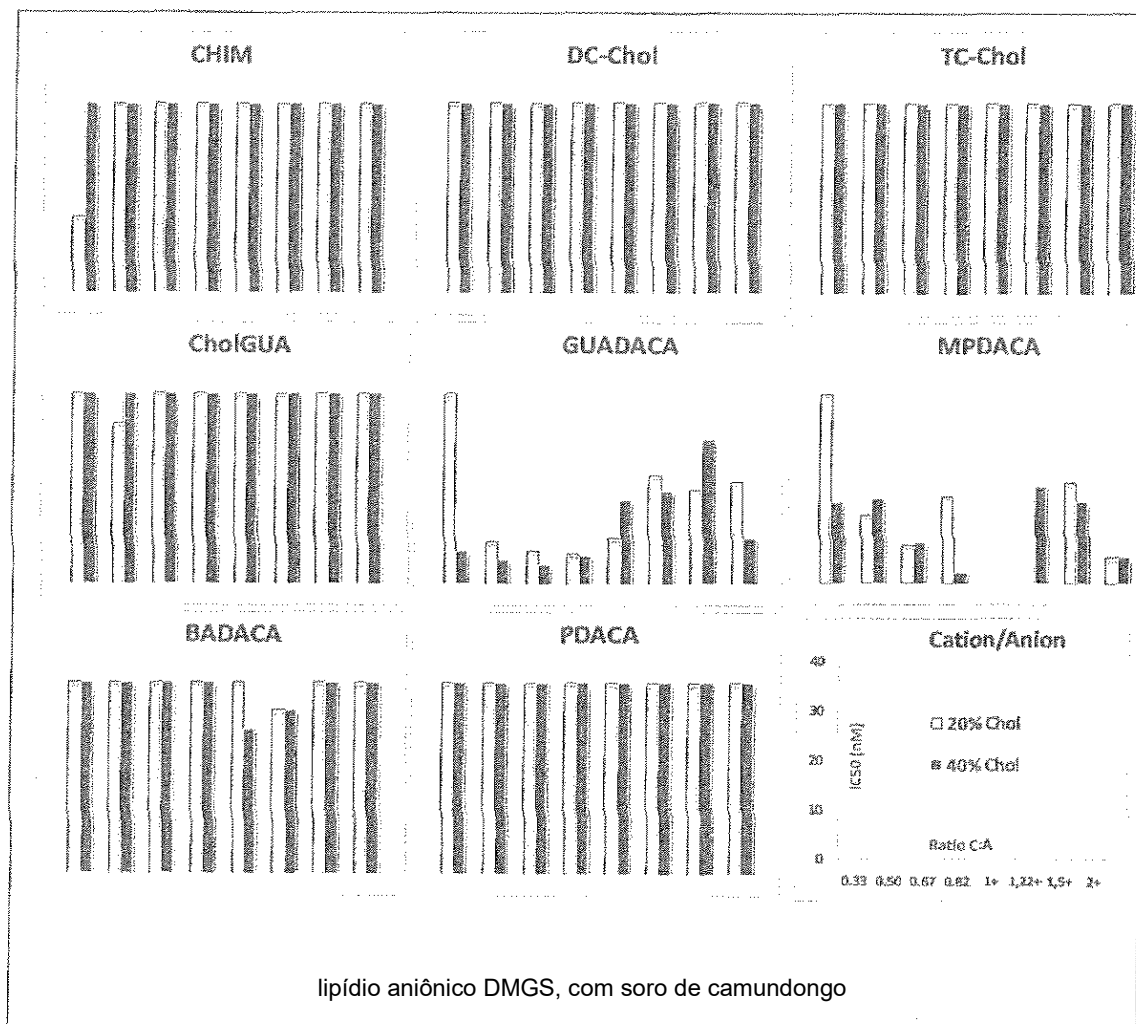 CHIM
DC-Chol
TC-Chol
CholGUA
GUADACA
MPDACA
BADACA
PDACA
Cation/Anion
40
30
20
10
0
IC50 [nM]
□ 20% Chol
■ 40% Chol
Ratio C:A
0.33 0.50 0.67 0.82 1+ 1,22+ 1,5+ 2+
lipídio aniônico DMGS, com soro de camundongo